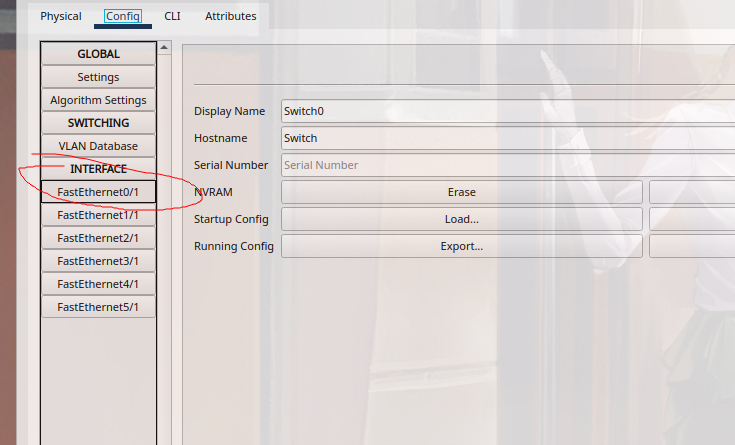 Physical Config CLI Attributes
GLOBAL
Settings
Algorithm Settings
SWITCHING
VLAN Database
INTERFACE
FastEthernet0/1
FastEthernet1/1
FastEthernet2/1
FastEthernet3/1
FastEthernet4/1
FastEthernet5/1
Display Name Switch0
Hostname Switch
Serial Number Serial Number
NVRAM Erase
Startup Config Load...
Running Config Export...